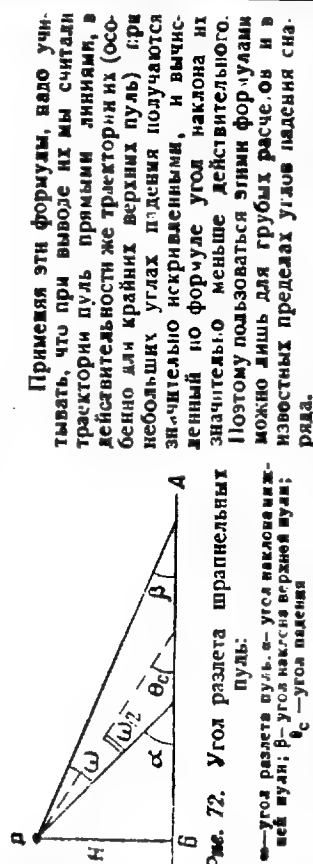 Применяя эти формулы, надо учи-
тывать, что при выводе их мы считали
траектории пуль прямыми линиями, в
действительности же траектории их (осо-
бенно для крайних верхних пуль) при
небольших углах падения получаются
значительно искривленными, и вычис-
ленный по формуле угол наклона их
значительно меньше действительного.
Поэтому пользоваться этими формулами
можно лишь для грубых расчетов и в
известных пределах углов падения сна-
ряда.
P
H
ω
ω/2
α
θc
β
Б
A
Рис. 72. Угол разлета шрапнельных
пуль:
ω—угол разлета пуль. α— угол наклона ниж-
ней пули; β— угол наклона верхней пули;
θc —угол падения